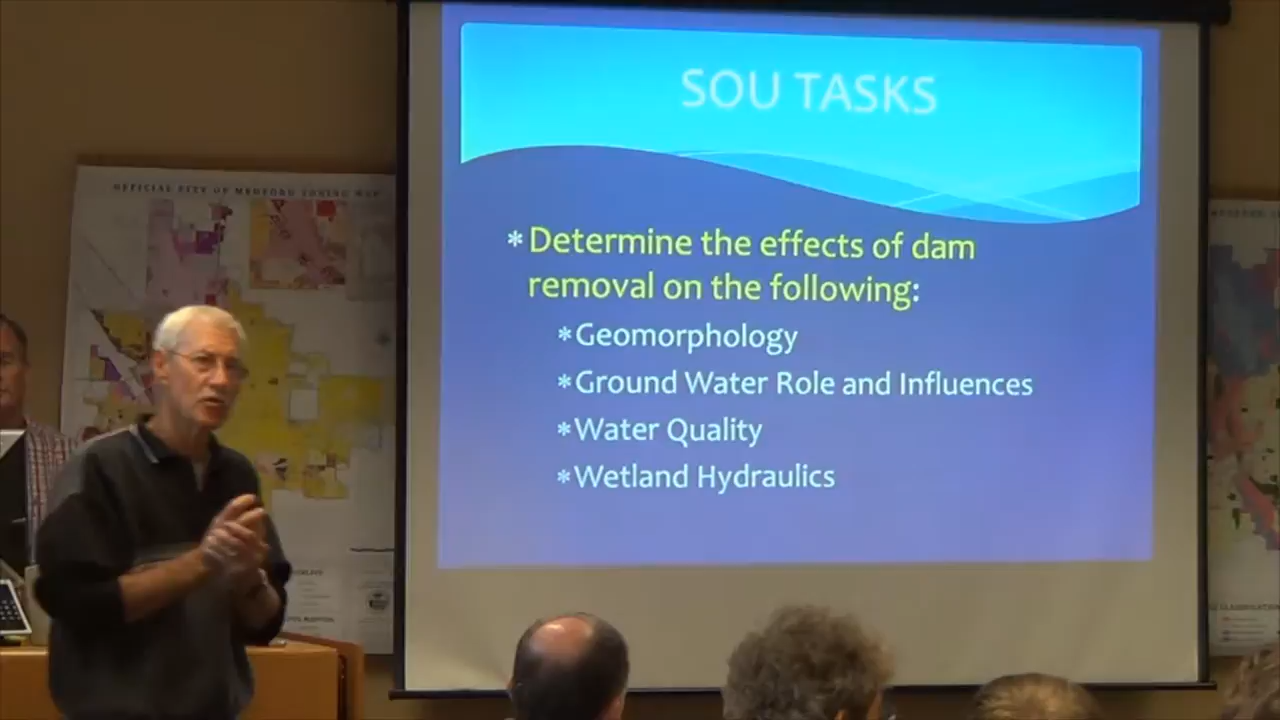 SOU TASKS
OFFICIAL CITY OF MEDFORD ZONING MAP
* Determine the effects of dam
removal on the following:
* Geomorphology
* Ground Water Role and Influences
* Water Quality
* Wetland Hydraulics